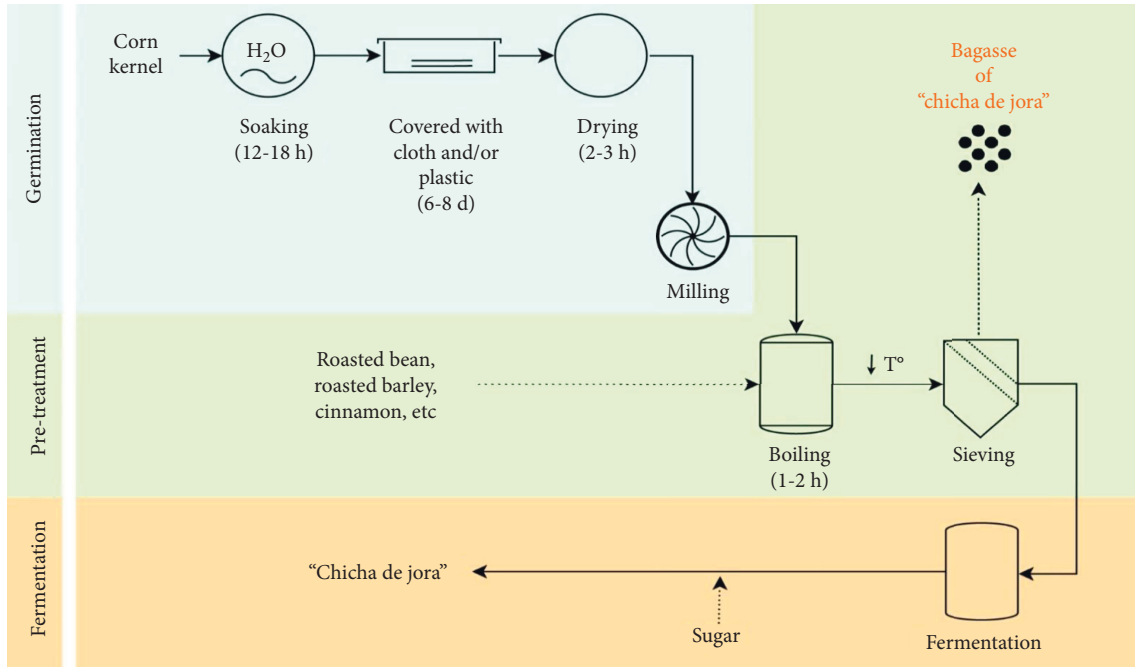 Germination
Corn
kernel
H₂O
Soaking
(12-18 h)
Covered with
cloth and/or
plastic
(6-8 d)
Drying
(2-3 h)
Milling
Bagasse
of
“chicha de jora”
Pre-treatment
Roasted bean,
roasted barley,
cinnamon, etc
Boiling
(1-2 h)
T°
Sieving
Fermentation
“Chicha de jora”
Sugar
Fermentation